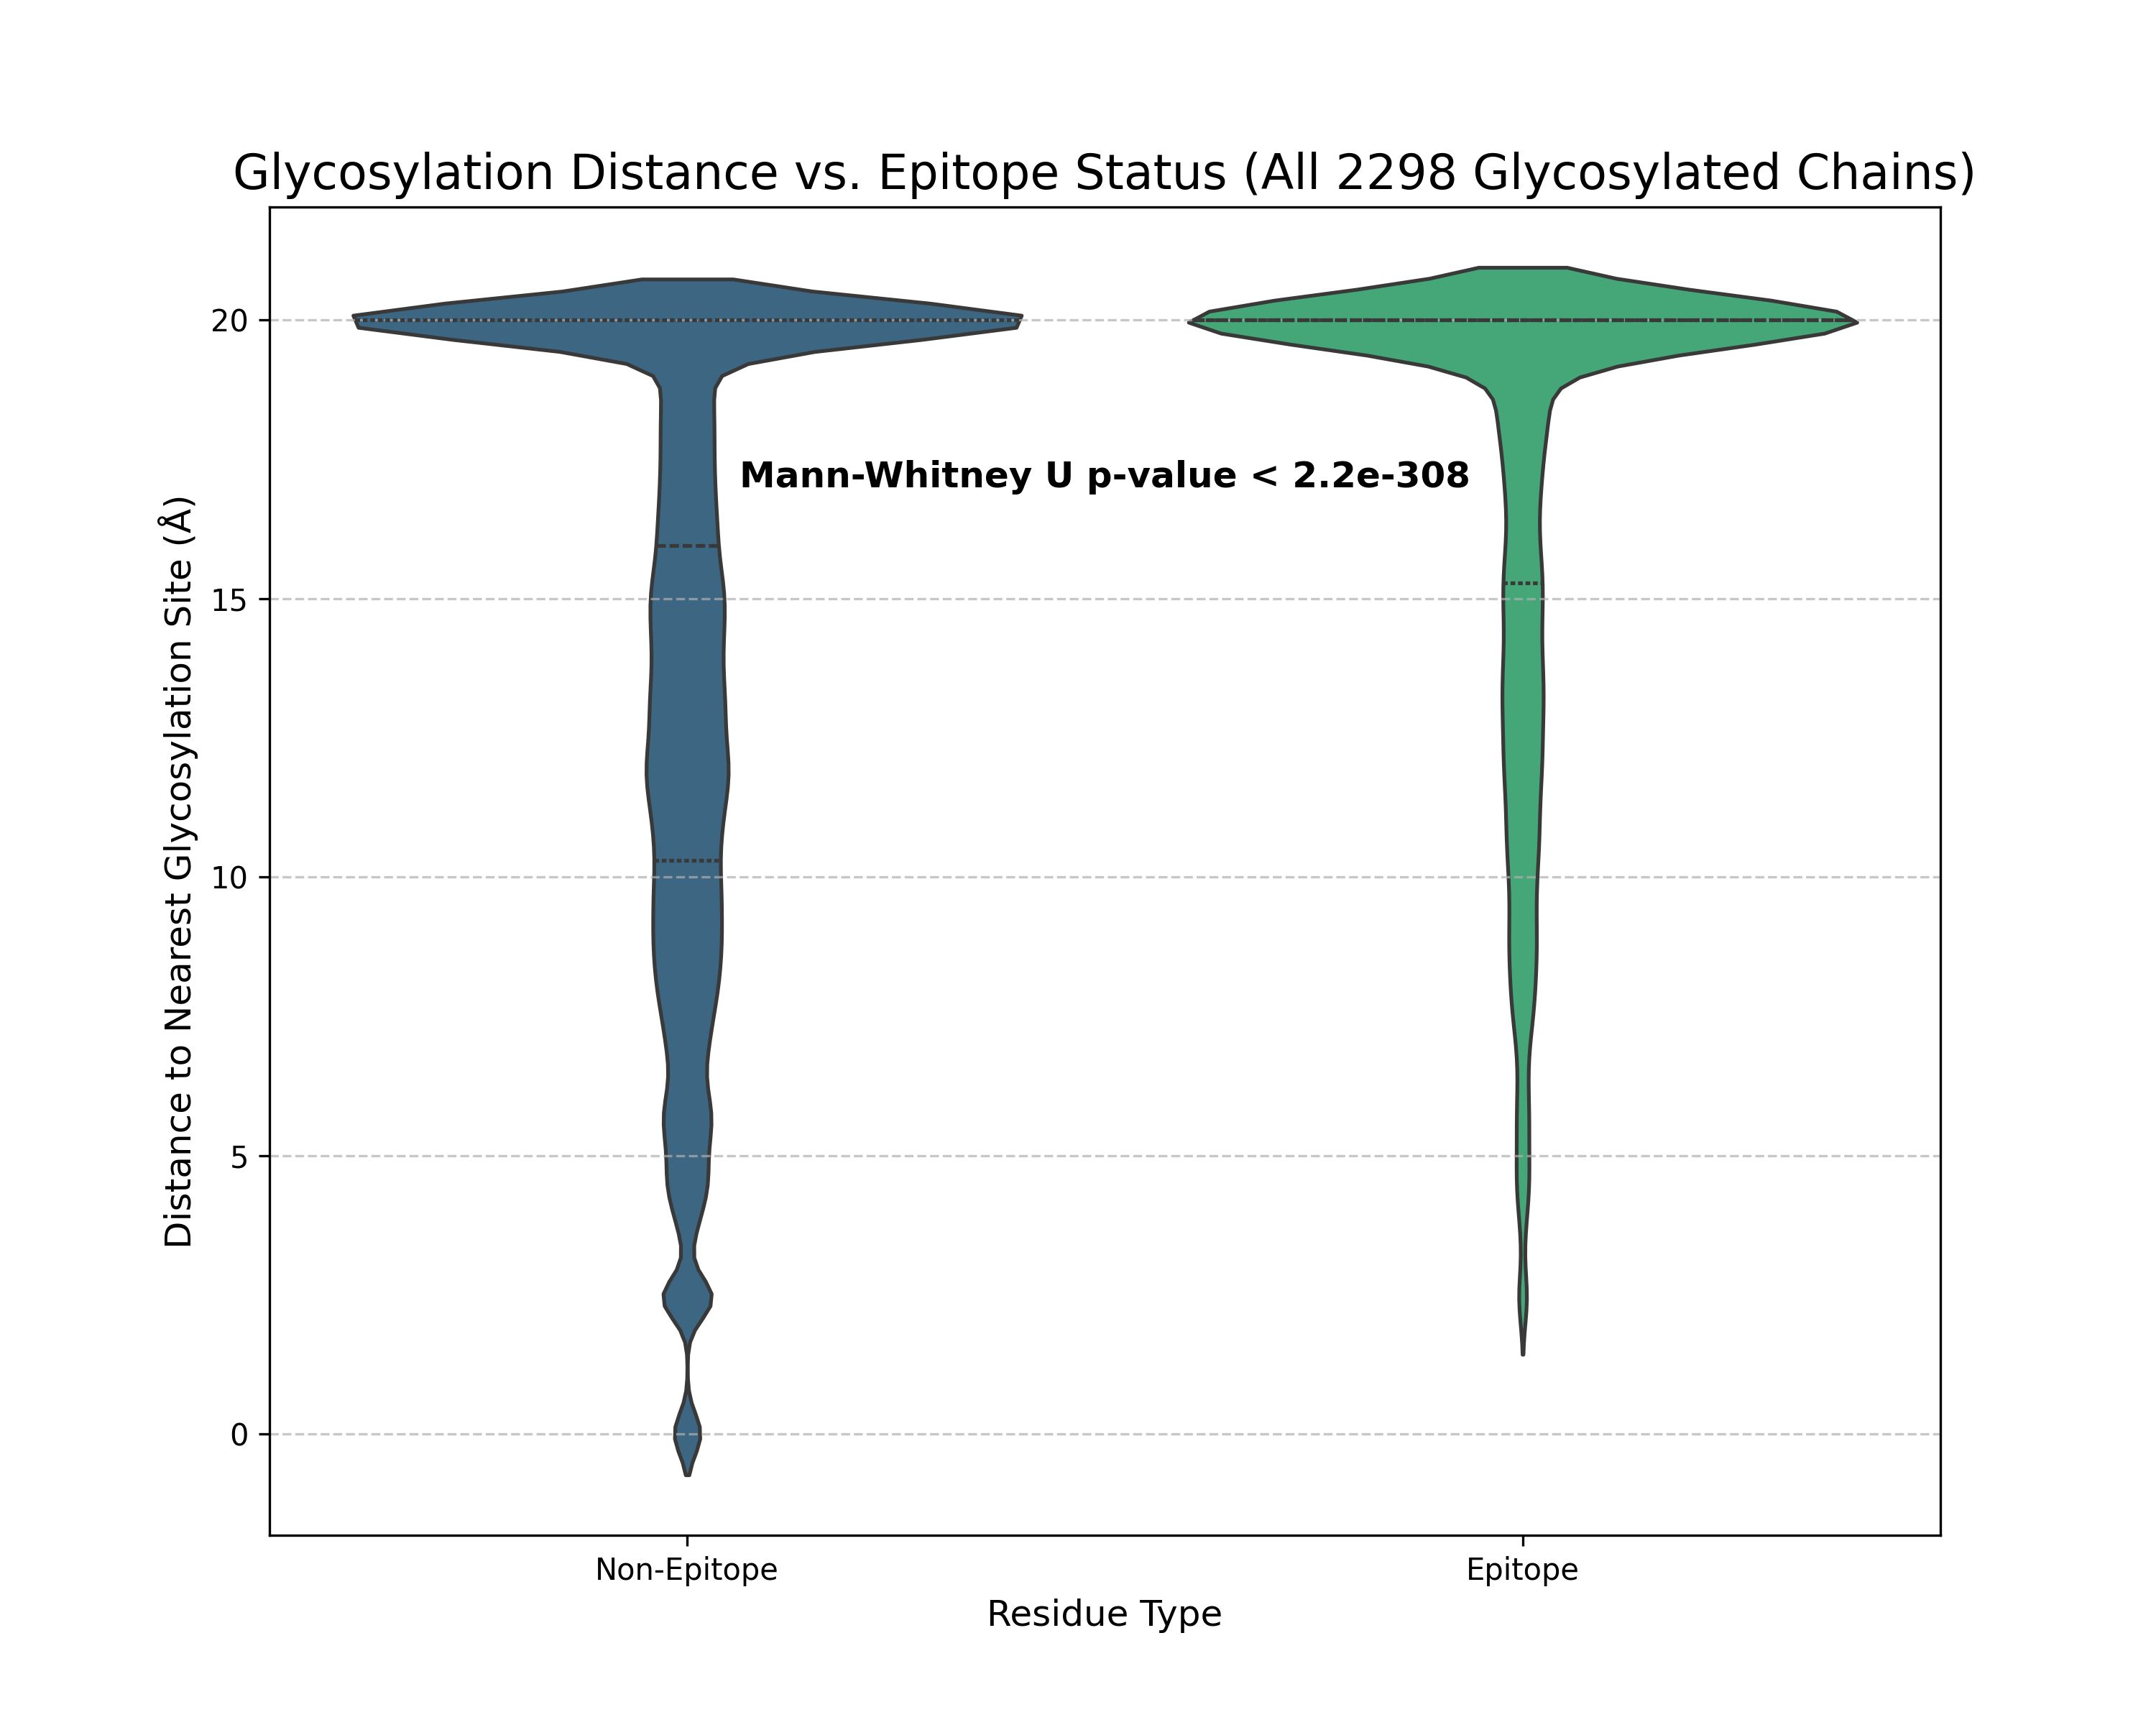 Glycosylation Distance vs. Epitope Status (All 2298 Glycosylated Chains)
Distance to Nearest Glycosylation Site (Å)
20
15
10
5
0
Mann-Whitney U p-value < 2.2e-308
Non-Epitope
Epitope
Residue Type